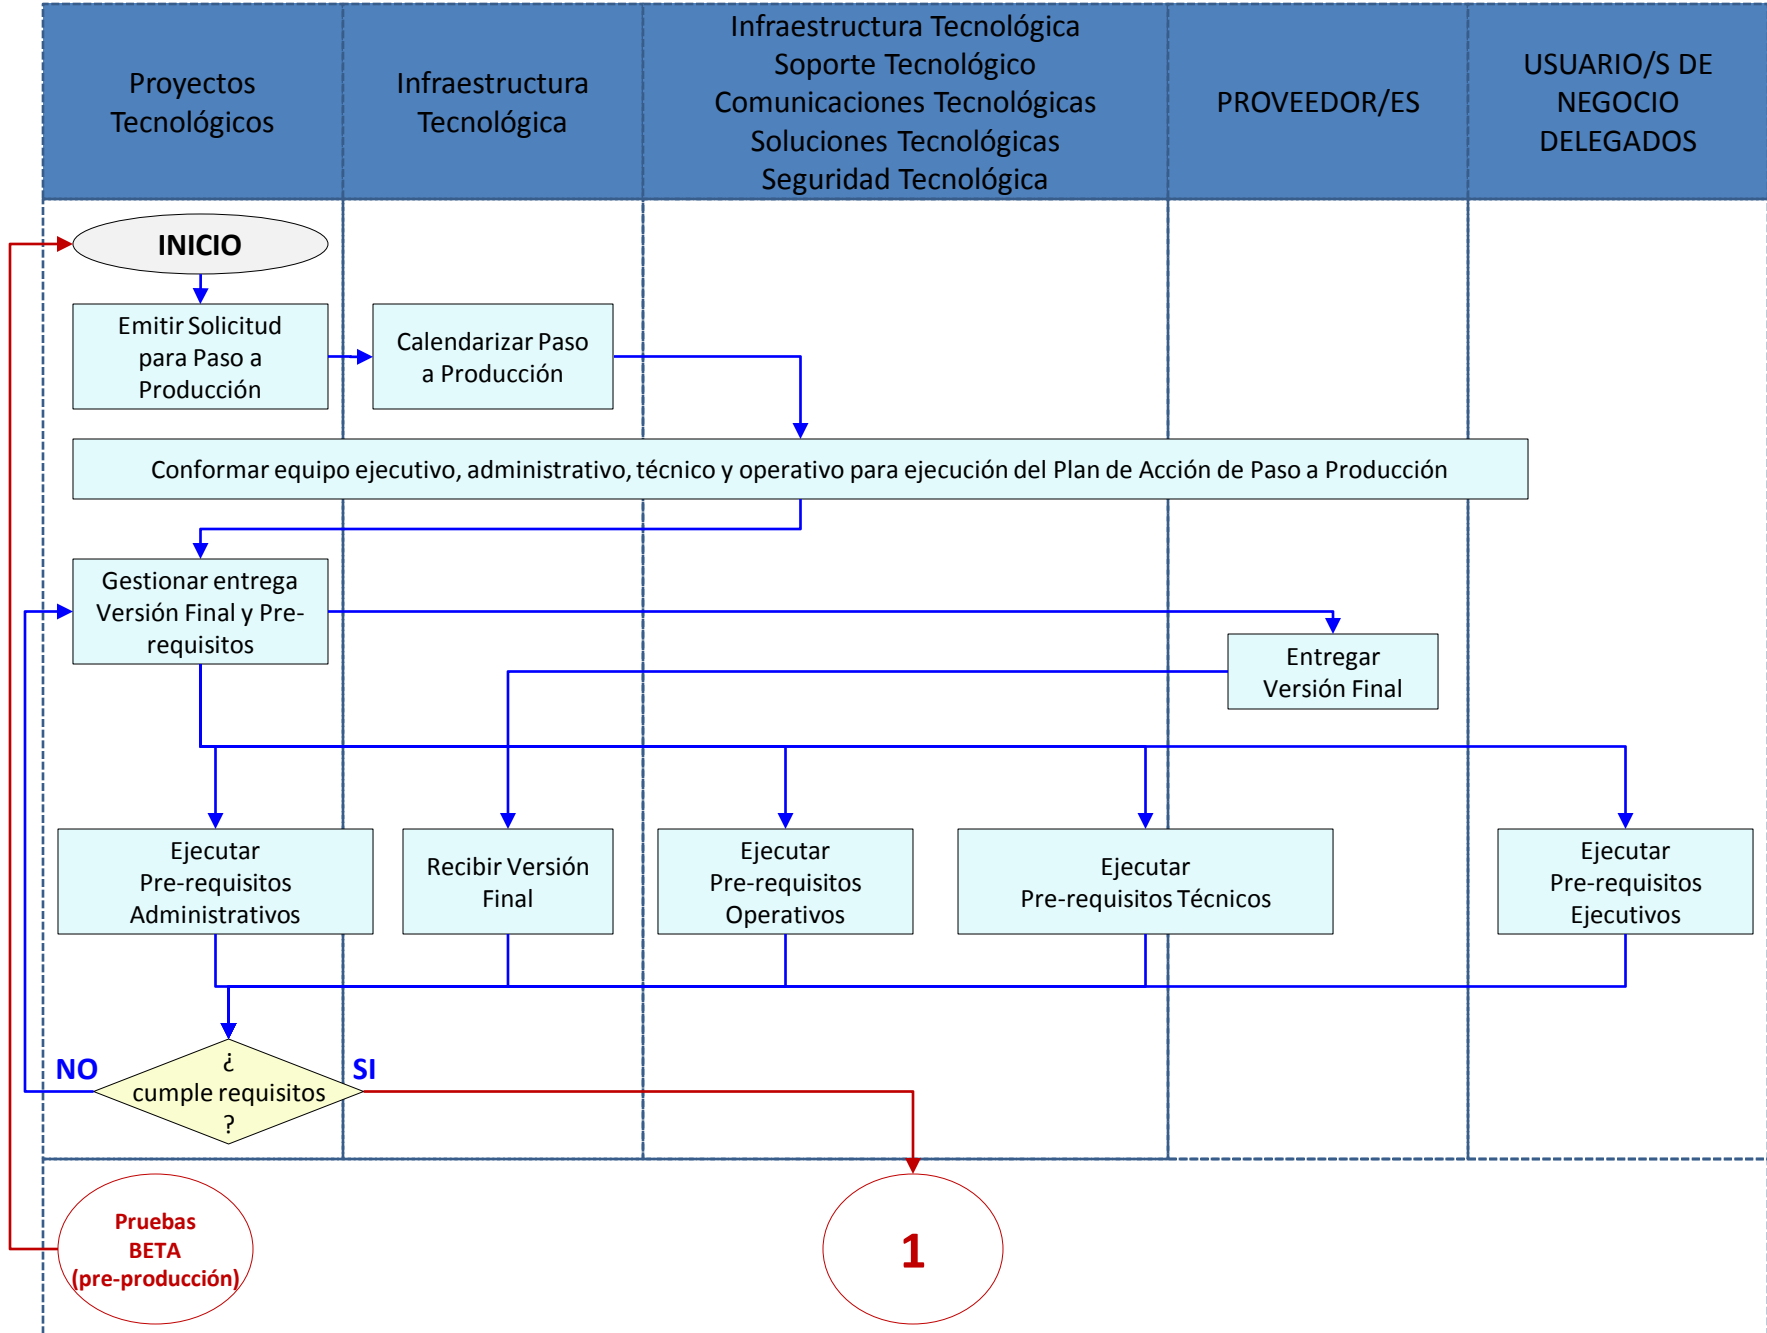 Proyectos
Tecnológicos
Infraestructura
Tecnológica
Infraestructura Tecnológica
Soporte Tecnológico
Comunicaciones Tecnológicas
Soluciones Tecnológicas
Seguridad Tecnológica
PROVEEDOR/ES
USUARIO/S DE
NEGOCIO
DELEGADOS
INICIO
Emitir Solicitud
para Paso a
Producción
Calendarizar Paso
a Producción
Conformar equipo ejecutivo, administrativo, técnico y operativo para ejecución del Plan de Acción de Paso a Producción
Gestionar entrega
Versión Final y Pre-
requisitos
Entregar
Versión Final
Ejecutar
Pre-requisitos
Administrativos
Recibir Versión
Final
Ejecutar
Pre-requisitos
Operativos
Ejecutar
Pre-requisitos Técnicos
Ejecutar
Pre-requisitos
Ejecutivos
NO
¿
cumple requisitos
?
SI
Pruebas
BETA
(pre-producción)
1